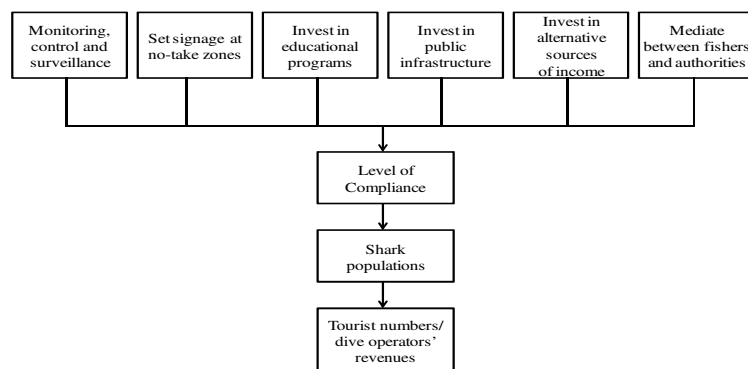 Monitoring,
control and
surveillance
Set signage at
no-take zones
Invest in
educational
programs
Invest in
public
infrastructure
Invest in
alternative
sources
of income
Mediate
between fishers
and authorities
Level of
Compliance
Shark
populations
Tourist numbers/
dive operators’
revenues